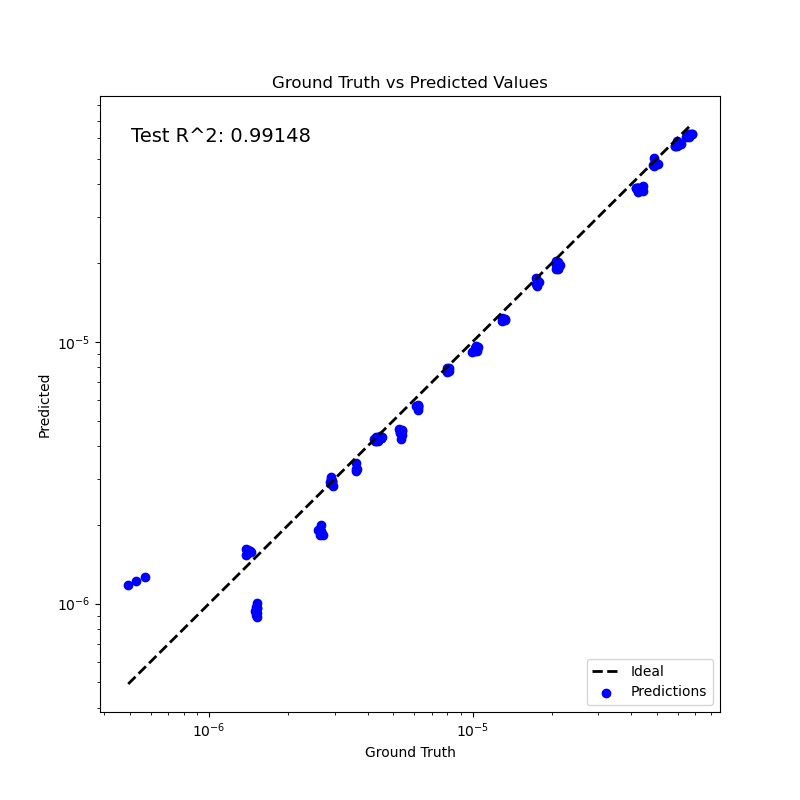 Ground Truth vs Predicted Values
Test R^2: 0.99148
10⁻⁵
10⁻⁶
Predicted
10⁻⁶
10⁻⁵
Ground Truth
Ideal
Predictions